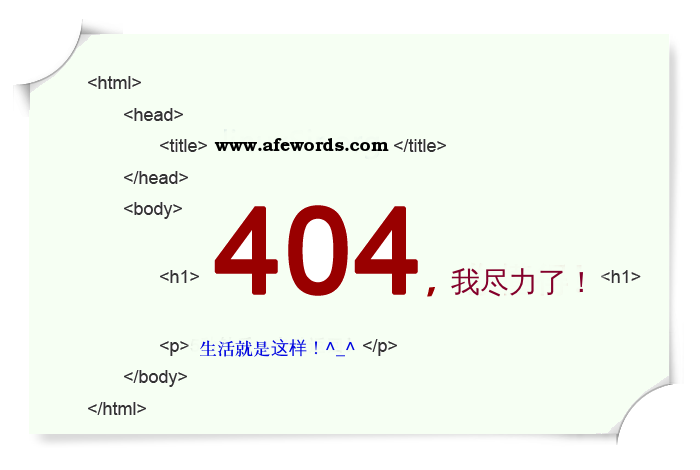 <html>
<head>
<title> www.afewords.com </title>
</head>
<body>
<h1> 404, 我尽力了！ <h1>
<p> 生活就是这样！^_^ </p>
</body>
</html>